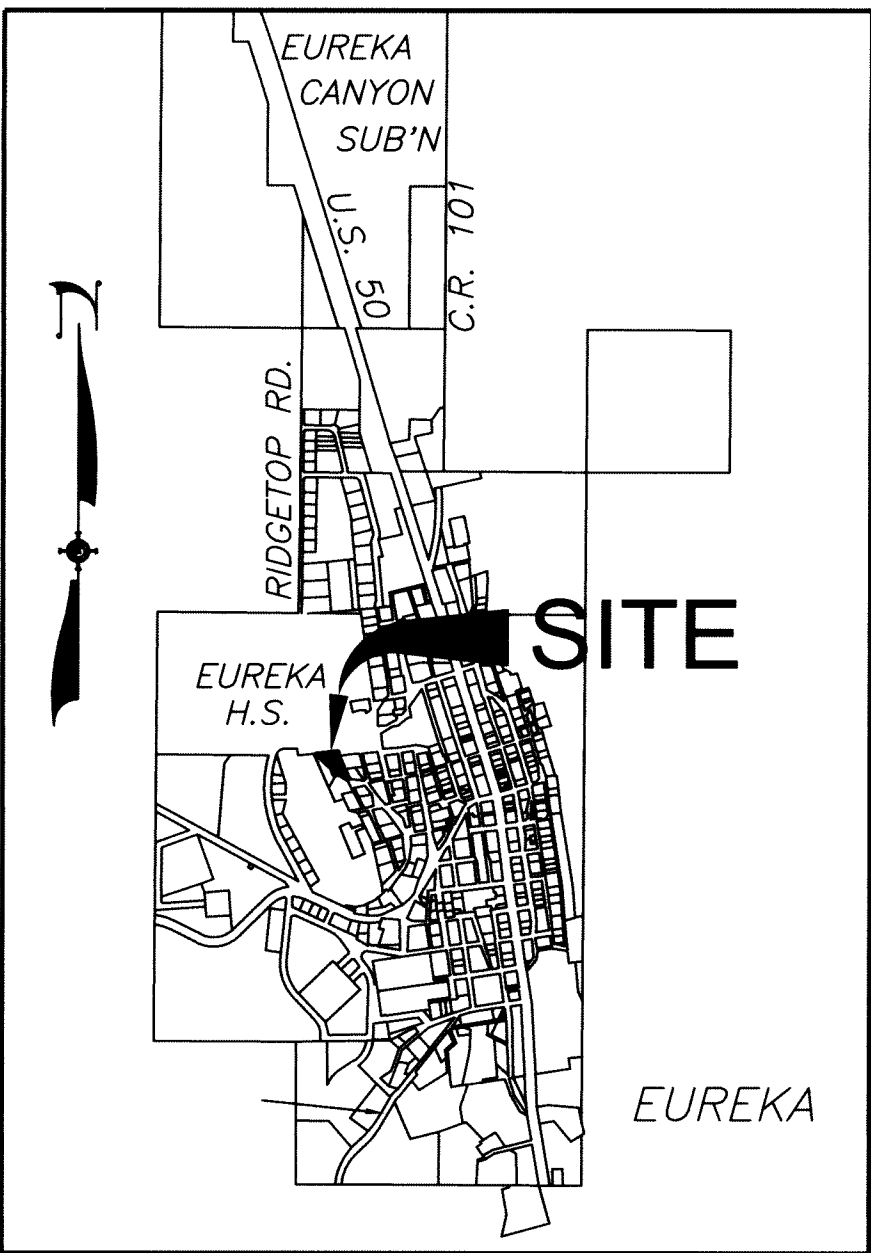 EUREKA
CANYON
SUB'N
U.S. 50
C.R. 101
RIDGETOP RD.
SITE
EUREKA
H.S.
EUREKA